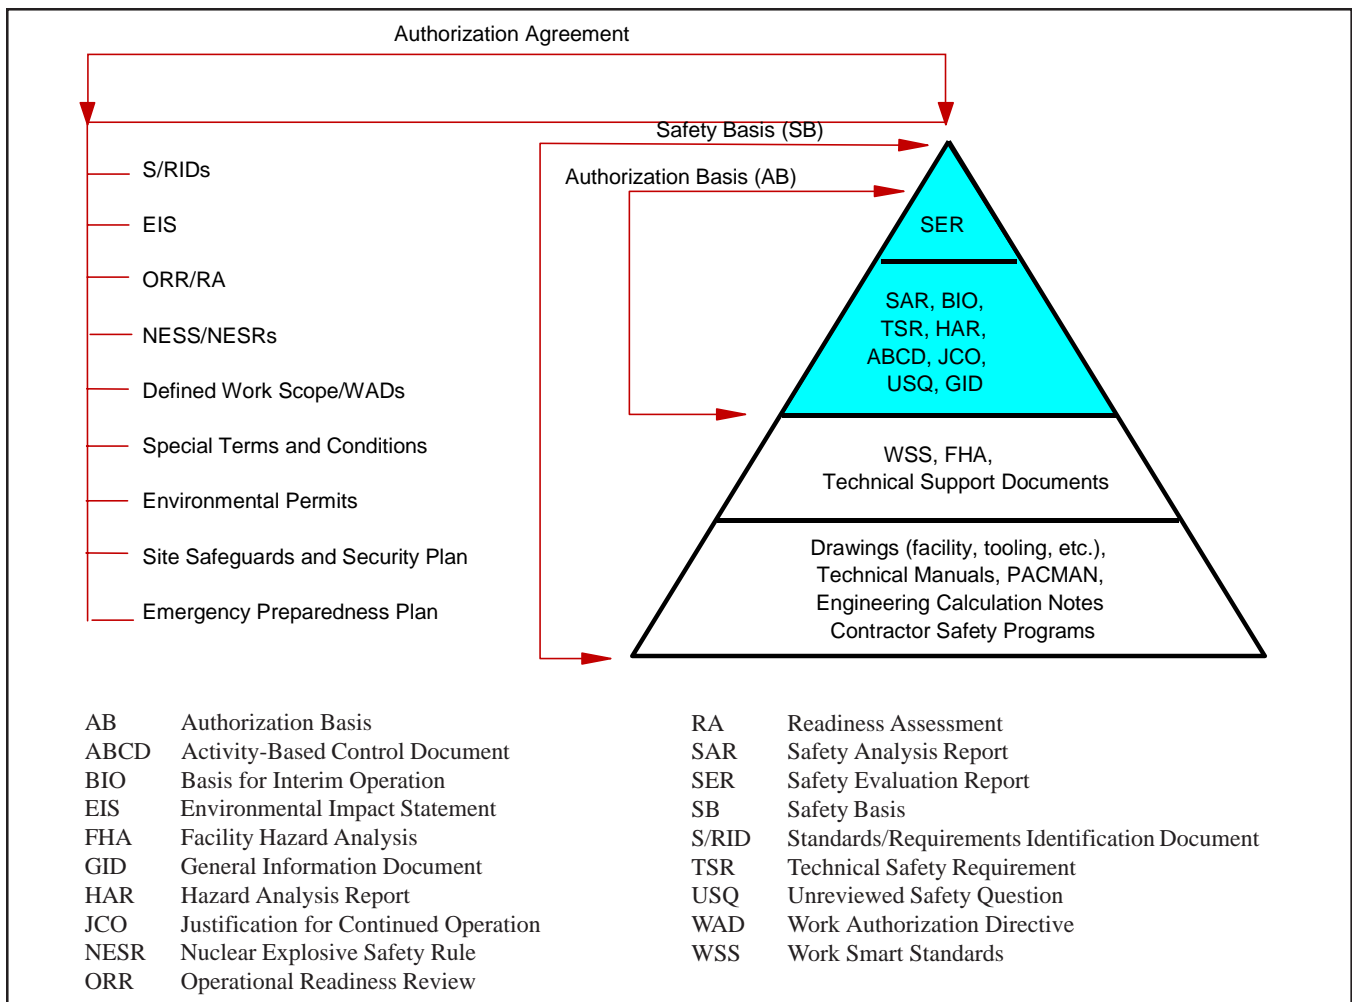 Authorization Agreement
Safety Basis (SB)
Authorization Basis (AB)
S/RIDs
EIS
ORR/RA
NESS/NESRs
Defined Work Scope/WADs
Special Terms and Conditions
Environmental Permits
Site Safeguards and Security Plan
Emergency Preparedness Plan
SER
SAR, BIO,
TSR, HAR,
ABCD, JCO,
USQ, GID
WSS, FHA,
Technical Support Documents
Drawings (facility, tooling, etc.),
Technical Manuals, PACMAN,
Engineering Calculation Notes
Contractor Safety Programs
AB Authorization Basis
ABCD Activity-Based Control Document
BIO Basis for Interim Operation
EIS Environmental Impact Statement
FHA Facility Hazard Analysis
GID General Information Document
HAR Hazard Analysis Report
JCO Justification for Continued Operation
NESR Nuclear Explosive Safety Rule
ORR Operational Readiness Review
RA Readiness Assessment
SAR Safety Analysis Report
SER Safety Evaluation Report
SB Safety Basis
S/RID Standards/Requirements Identification Document
TSR Technical Safety Requirement
USQ Unreviewed Safety Question
WAD Work Authorization Directive
WSS Work Smart Standards